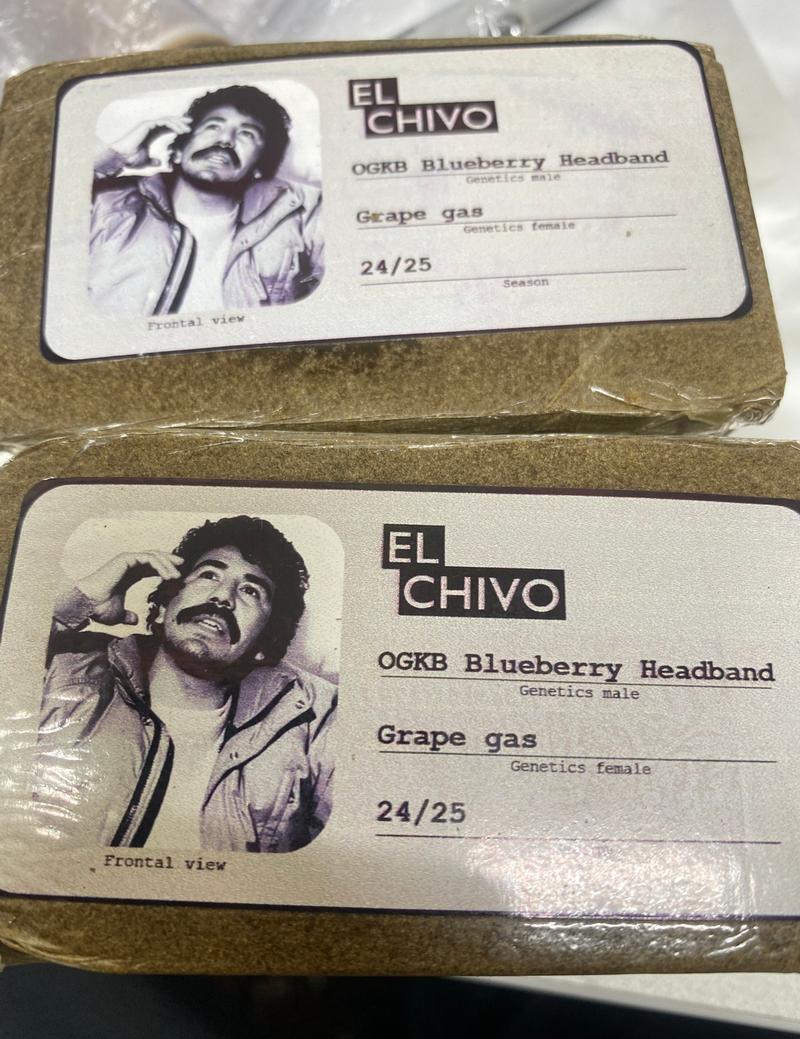 EL
CHIVO
OGKB Blueberry Headband
Genetics male
Grape gas
Genetics female
24/25
Season
Frontal view
EL
CHIVO
OGKB Blueberry Headband
Genetics male
Grape gas
Genetics female
24/25
Frontal view